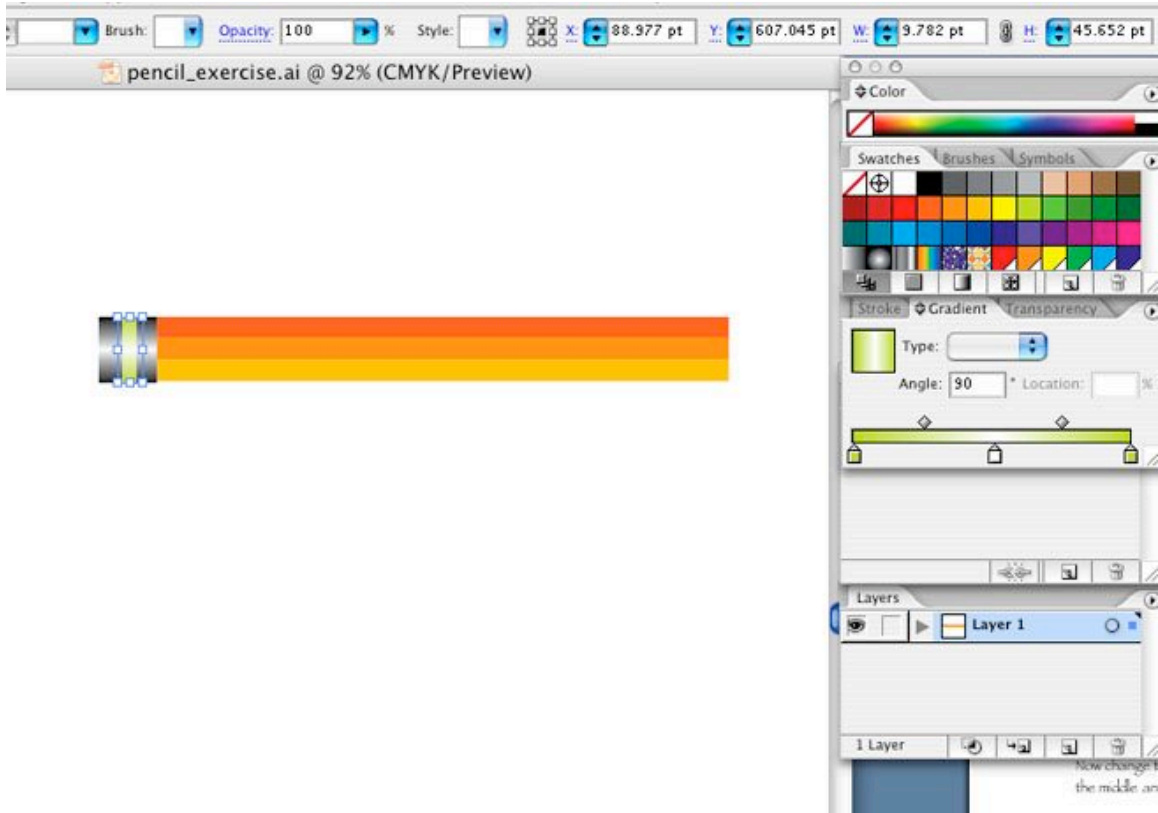 Brush: Opacity: 100 % Style: X: 88.977 pt Y: 607.045 pt W: 9.782 pt H: 45.652 pt
pencil_exercise.ai @ 92% (CMYK/Preview)
Color
Swatches Brushes Symbols
Stroke Gradient Transparency
Type:
Angle: 90 ° Location: %
Layers
Layer 1
1 Layer
Now change
the middle